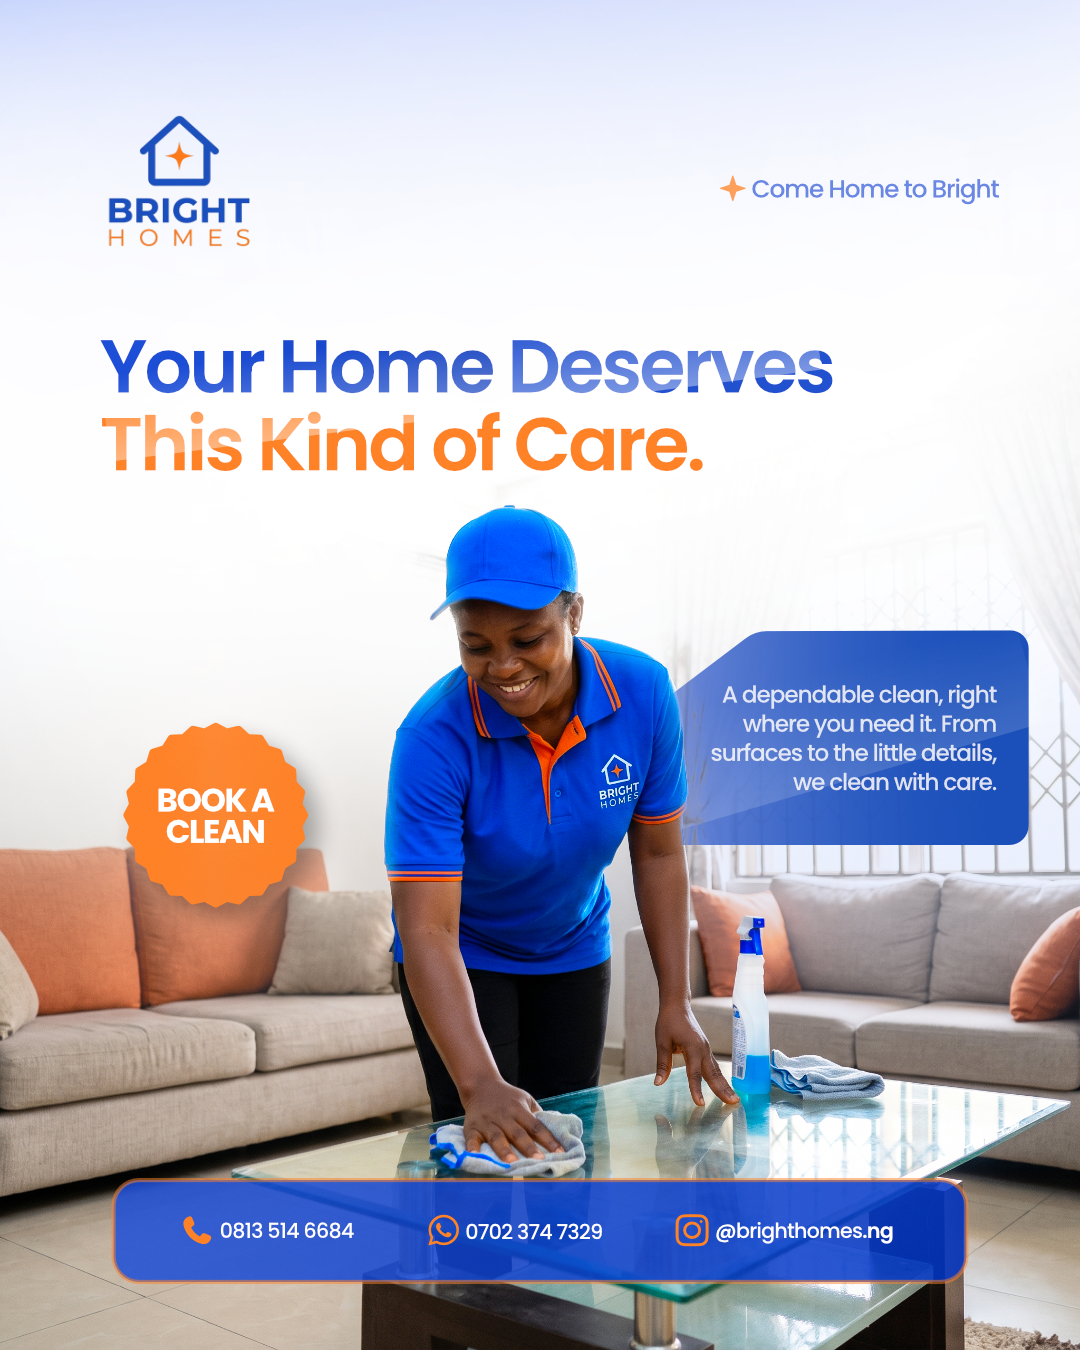 BRIGHT
HOMES
Come Home to Bright
Your Home Deserves
This Kind of Care.
A dependable clean, right
where you need it. From
surfaces to the little details,
we clean with care.
BRIGHT
HOMES
BOOK A
CLEAN
0813 514 6684
0702 374 7329
@brighthomes.ng